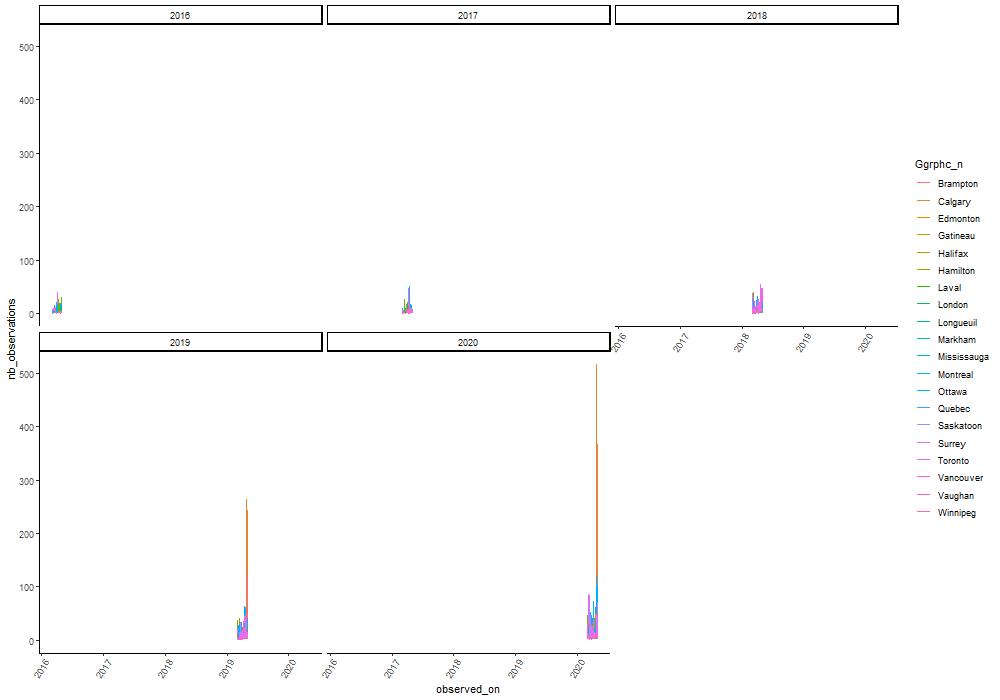 2016
2017
2018
500
400
300
200
100
0
2016
2017
2018
2019
2020
2019
2020
500
400
300
200
100
0
2016
2017
2018
2019
2020
2016
2017
2018
2019
2020
nb_observations
observed_on
Ggrphc_n
Brampton
Calgary
Edmonton
Gatineau
Halifax
Hamilton
Laval
London
Longueuil
Markham
Mississauga
Montreal
Ottawa
Quebec
Saskatoon
Surrey
Toronto
Vancouver
Vaughan
Winnipeg